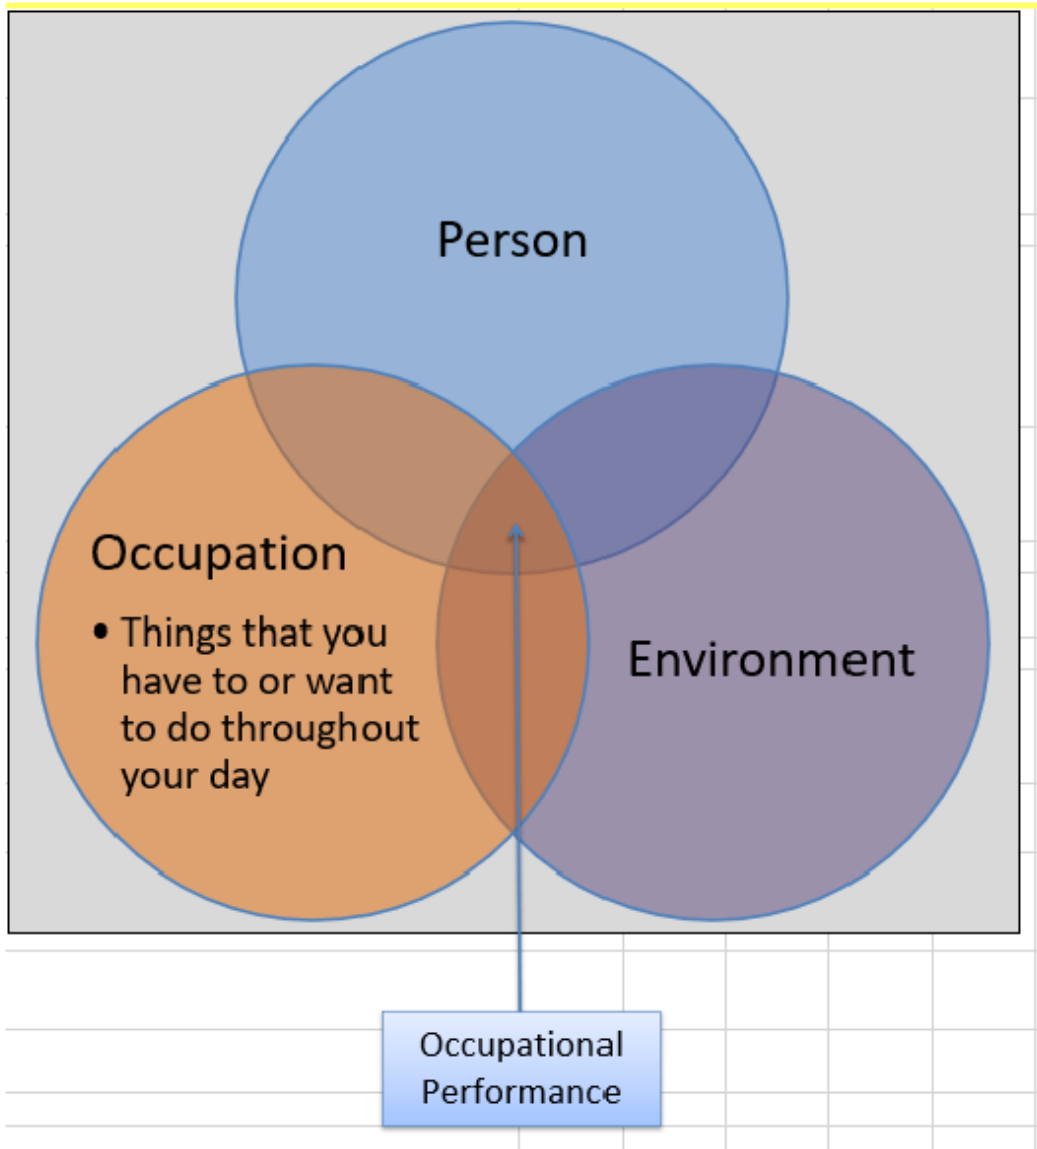 Person
Occupation
• Things that you
have to or want
to do throughout
your day
Environment
Occupational
Performance